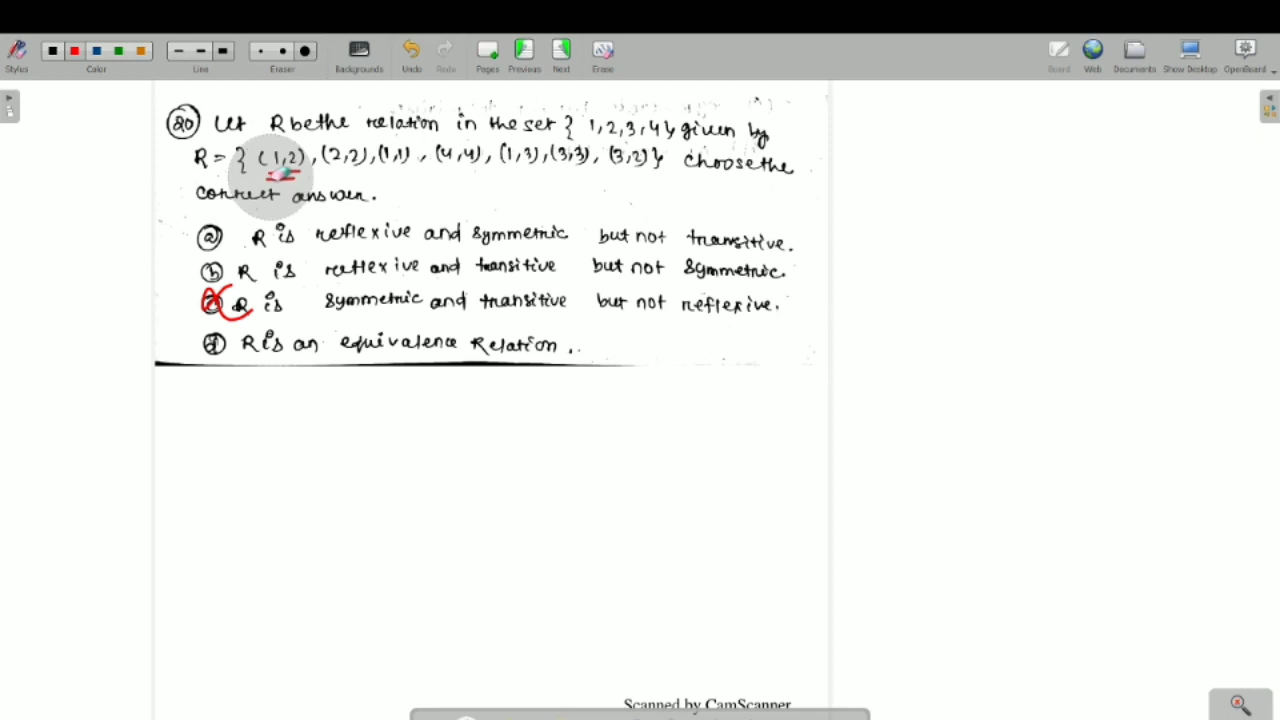 Stylus Color Line Eraser Backgrounds Undo Redo Pages Previous Next Erase Board Web Documents Show Desktop OpenBoard
20 Let R be the relation in the set { 1,2,3,4 } given by
R = { (1,2), (2,2), (1,1), (4,4), (1,3), (3,3), (3,2) } Choose the
correct answer.
a R is reflexive and symmetric but not transitive.
b R is reflexive and transitive but not symmetric.
R is symmetric and transitive but not reflexive.
d R is an equivalence Relation.
Scanned by CamScanner